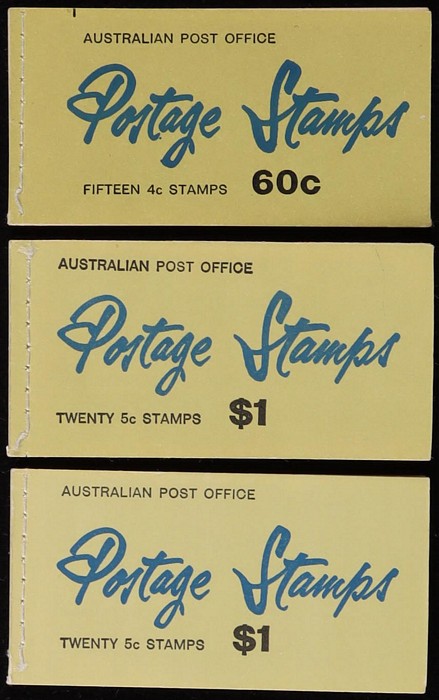 AUSTRALIAN POST OFFICE
Postage Stamps
FIFTEEN 4c STAMPS 60c
AUSTRALIAN POST OFFICE
Postage Stamps
TWENTY 5c STAMPS $1
AUSTRALIAN POST OFFICE
Postage Stamps
TWENTY 5c STAMPS $1